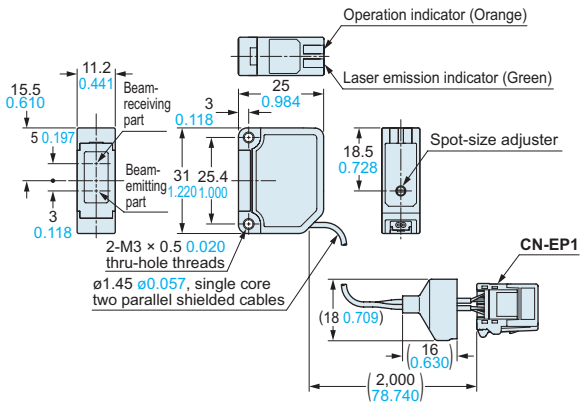 Operation indicator (Orange)
Laser emission indicator (Green)
11.2
0.441
15.5
0.610
Beam-
receiving
part
25
0.984
3
0.118
5 0.197
18.5
0.728
Spot-size adjuster
31
1.220
25.4
1.000
Beam-
emitting
part
3
0.118
2-M3 × 0.5 0.020
thru-hole threads
ø1.45 ø0.057, single core
two parallel shielded cables
CN-EP1
(18 0.709)
(16
0.630)
(2,000
78.740)